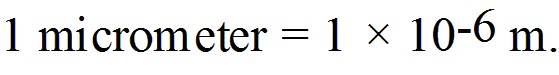 1 micrometer = 1 × 10⁻⁶ m.